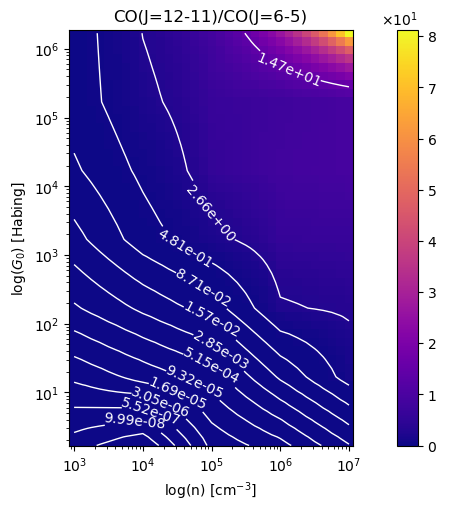 CO(J=12-11)/CO(J=6-5)
×10¹
10⁶
10⁵
10⁴
10³
10²
10¹
log(G₀) [Habing]
1.47e+01
2.66e+00
4.81e-01
8.71e-02
1.57e-02
2.85e-03
5.15e-04
9.32e-05
1.69e-05
3.05e-06
5.52e-07
9.99e-08
8
7
6
5
4
3
2
1
0
10³ 10⁴ 10⁵ 10⁶ 10⁷
log(n) [cm⁻³]